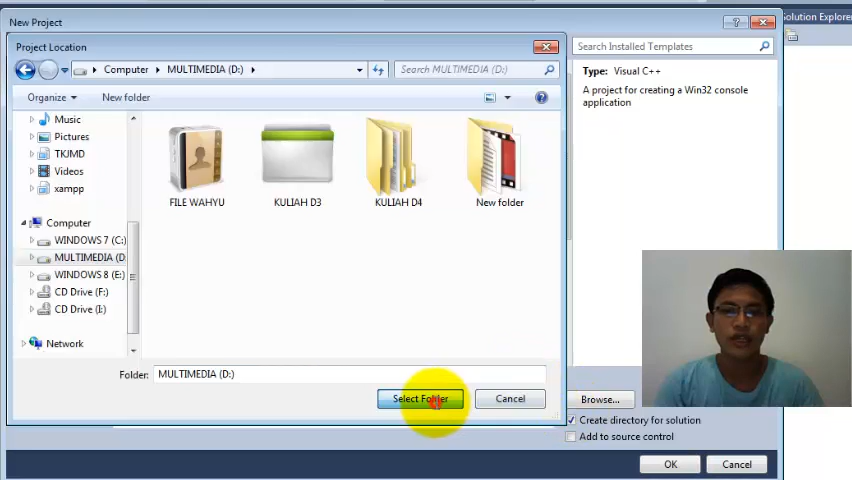 New Project
Solution Explorer
Project Location
Search Installed Templates
Computer
MULTIMEDIA (D:)
Search MULTIMEDIA (D:)
Type: Visual C++
A project for creating a Win32 console
application
Organize
New folder
Music
Pictures
TKJMD
Videos
xampp
FILE WAHYU
KULIAH D3
KULIAH D4
New folder
Computer
WINDOWS 7 (C:)
MULTIMEDIA (D:
WINDOWS 8 (E:)
CD Drive (F:)
CD Drive (I:)
Network
Folder:
MULTIMEDIA (D:)
Select Folder
Cancel
Browse...
Create directory for solution
Add to source control
OK
Cancel